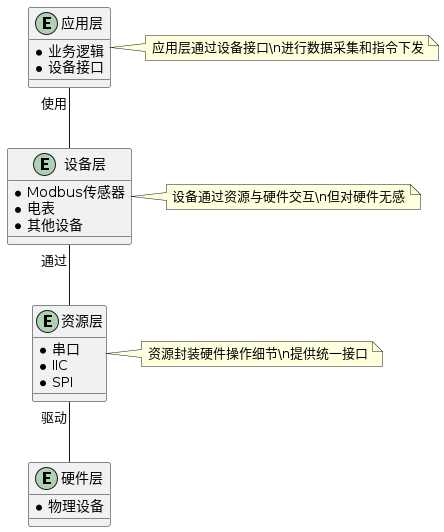 E 应用层
业务逻辑
设备接口
应用层通过设备接口\n进行数据采集和指令下发
使用
E 设备层
Modbus传感器
电表
其他设备
设备通过资源与硬件交互\n但对硬件无感
通过
E 资源层
串口
IIC
SPI
资源封装硬件操作细节\n提供统一接口
驱动
E 硬件层
物理设备